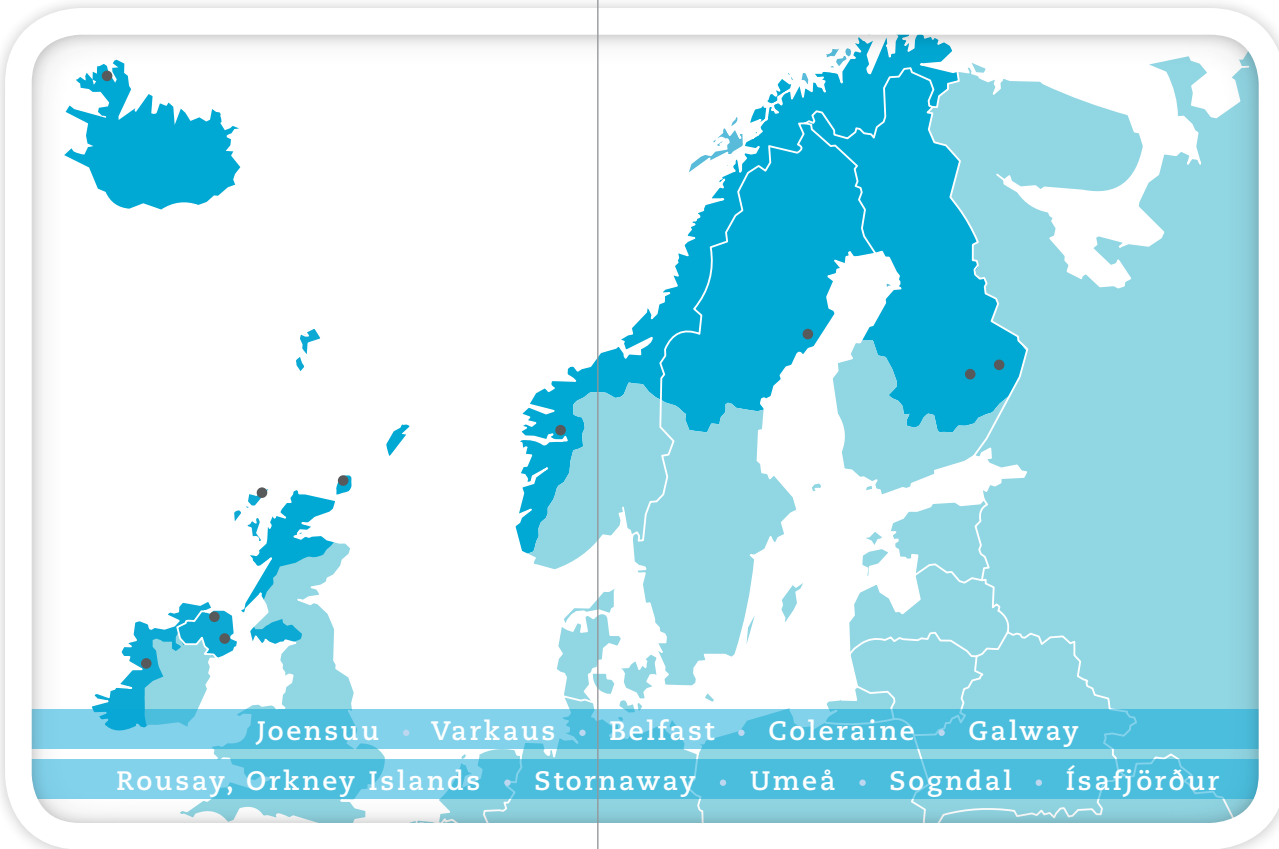 Joensuu • Varkaus • Belfast • Coleraine • Galway
Rousay, Orkney Islands • Stornaway • Umeå • Sogndal • Ísafjörður